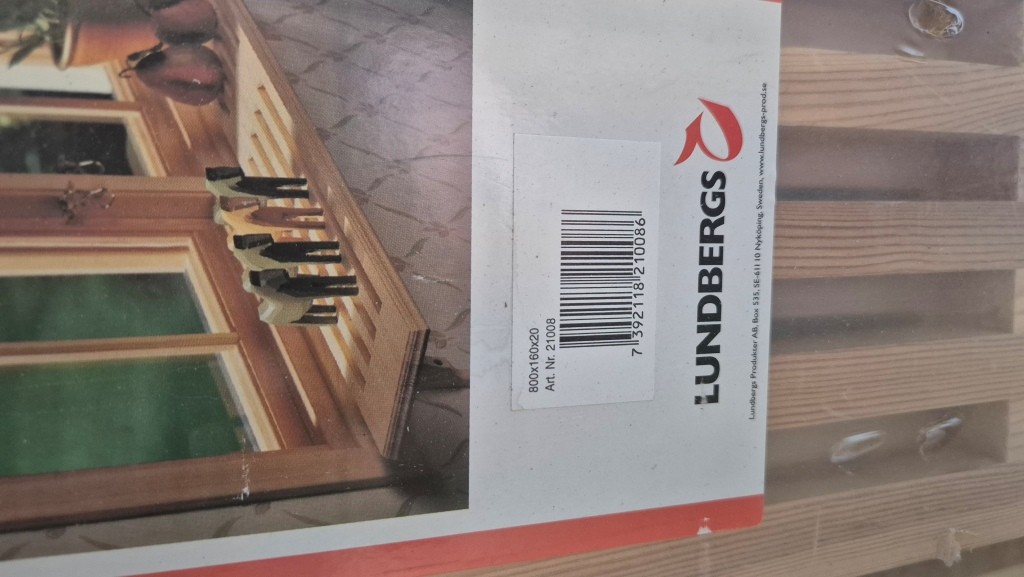 800x160x20
Art. Nr. 21008
7 392118 210086
LUNDBERGS
Lundbergs Produkter AB, Box 535, SE-611 10 Nyköping, Sweden, www.lundbergs-prod.se